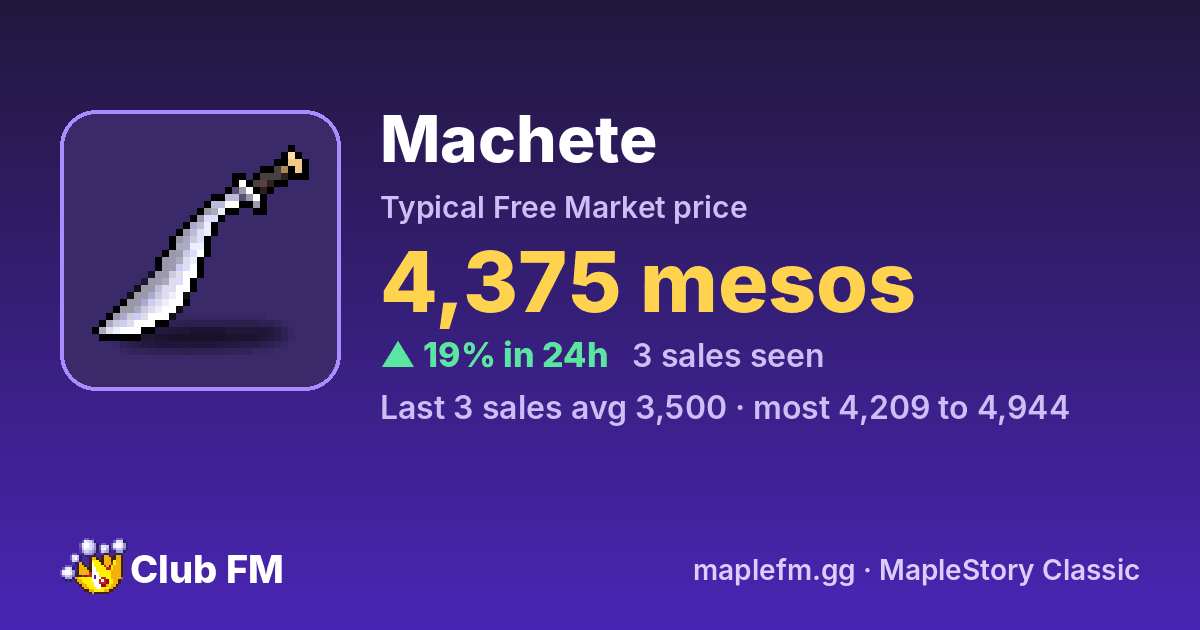 Machete
Typical Free Market price
4,375 mesos
▲ 19% in 24h 3 sales seen
Last 3 sales avg 3,500 · most 4,209 to 4,944
Club FM
maplefm.gg · MapleStory Classic